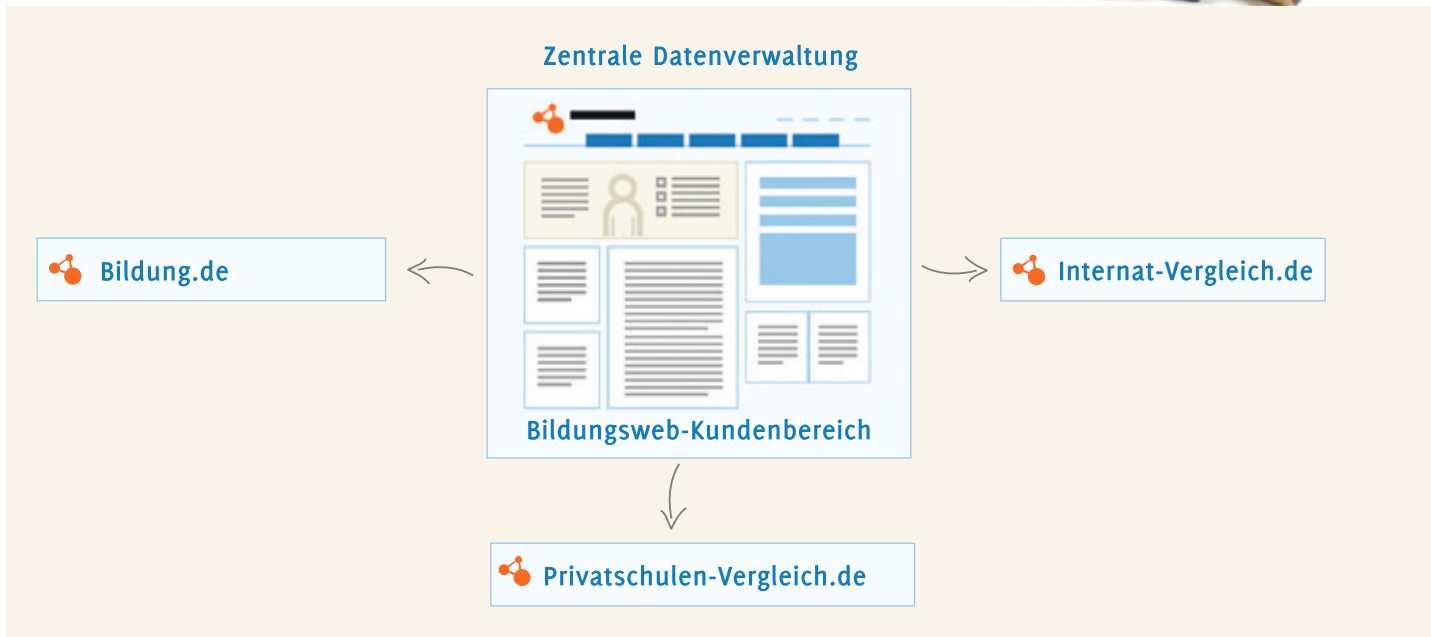 Zentrale Datenverwaltung
Bildung.de
Internat-Vergleich.de
Bildungsweb-Kundenbereich
Privatschulen-Vergleich.de